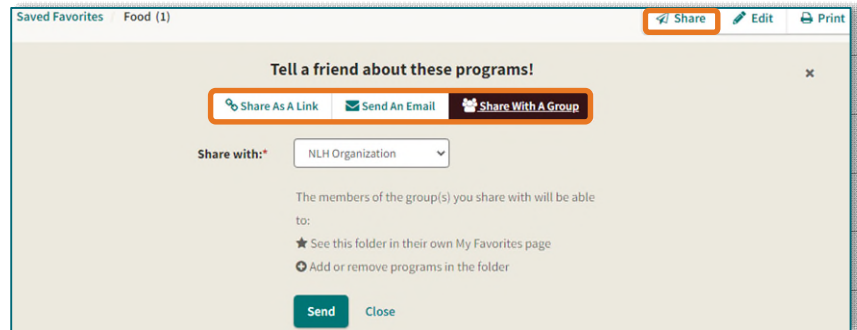 Saved Favorites / Food (1) Share Edit Print
Tell a friend about these programs! ×
Share As A Link Send An Email Share With A Group
Share with:* NLH Organization
The members of the group(s) you share with will be able
to:
See this folder in their own My Favorites page
Add or remove programs in the folder
Send Close